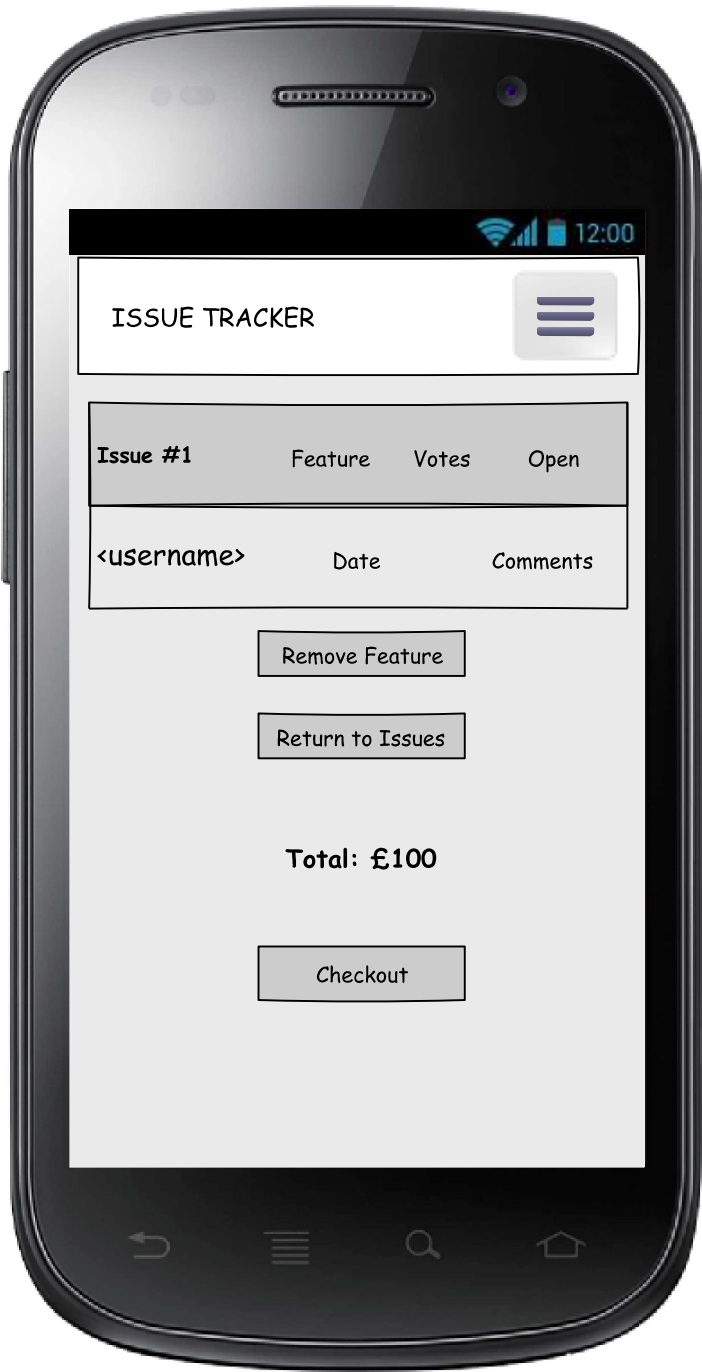 12:00
ISSUE TRACKER
Issue #1 Feature Votes Open
<username> Date Comments
Remove Feature
Return to Issues
Total: £100
Checkout